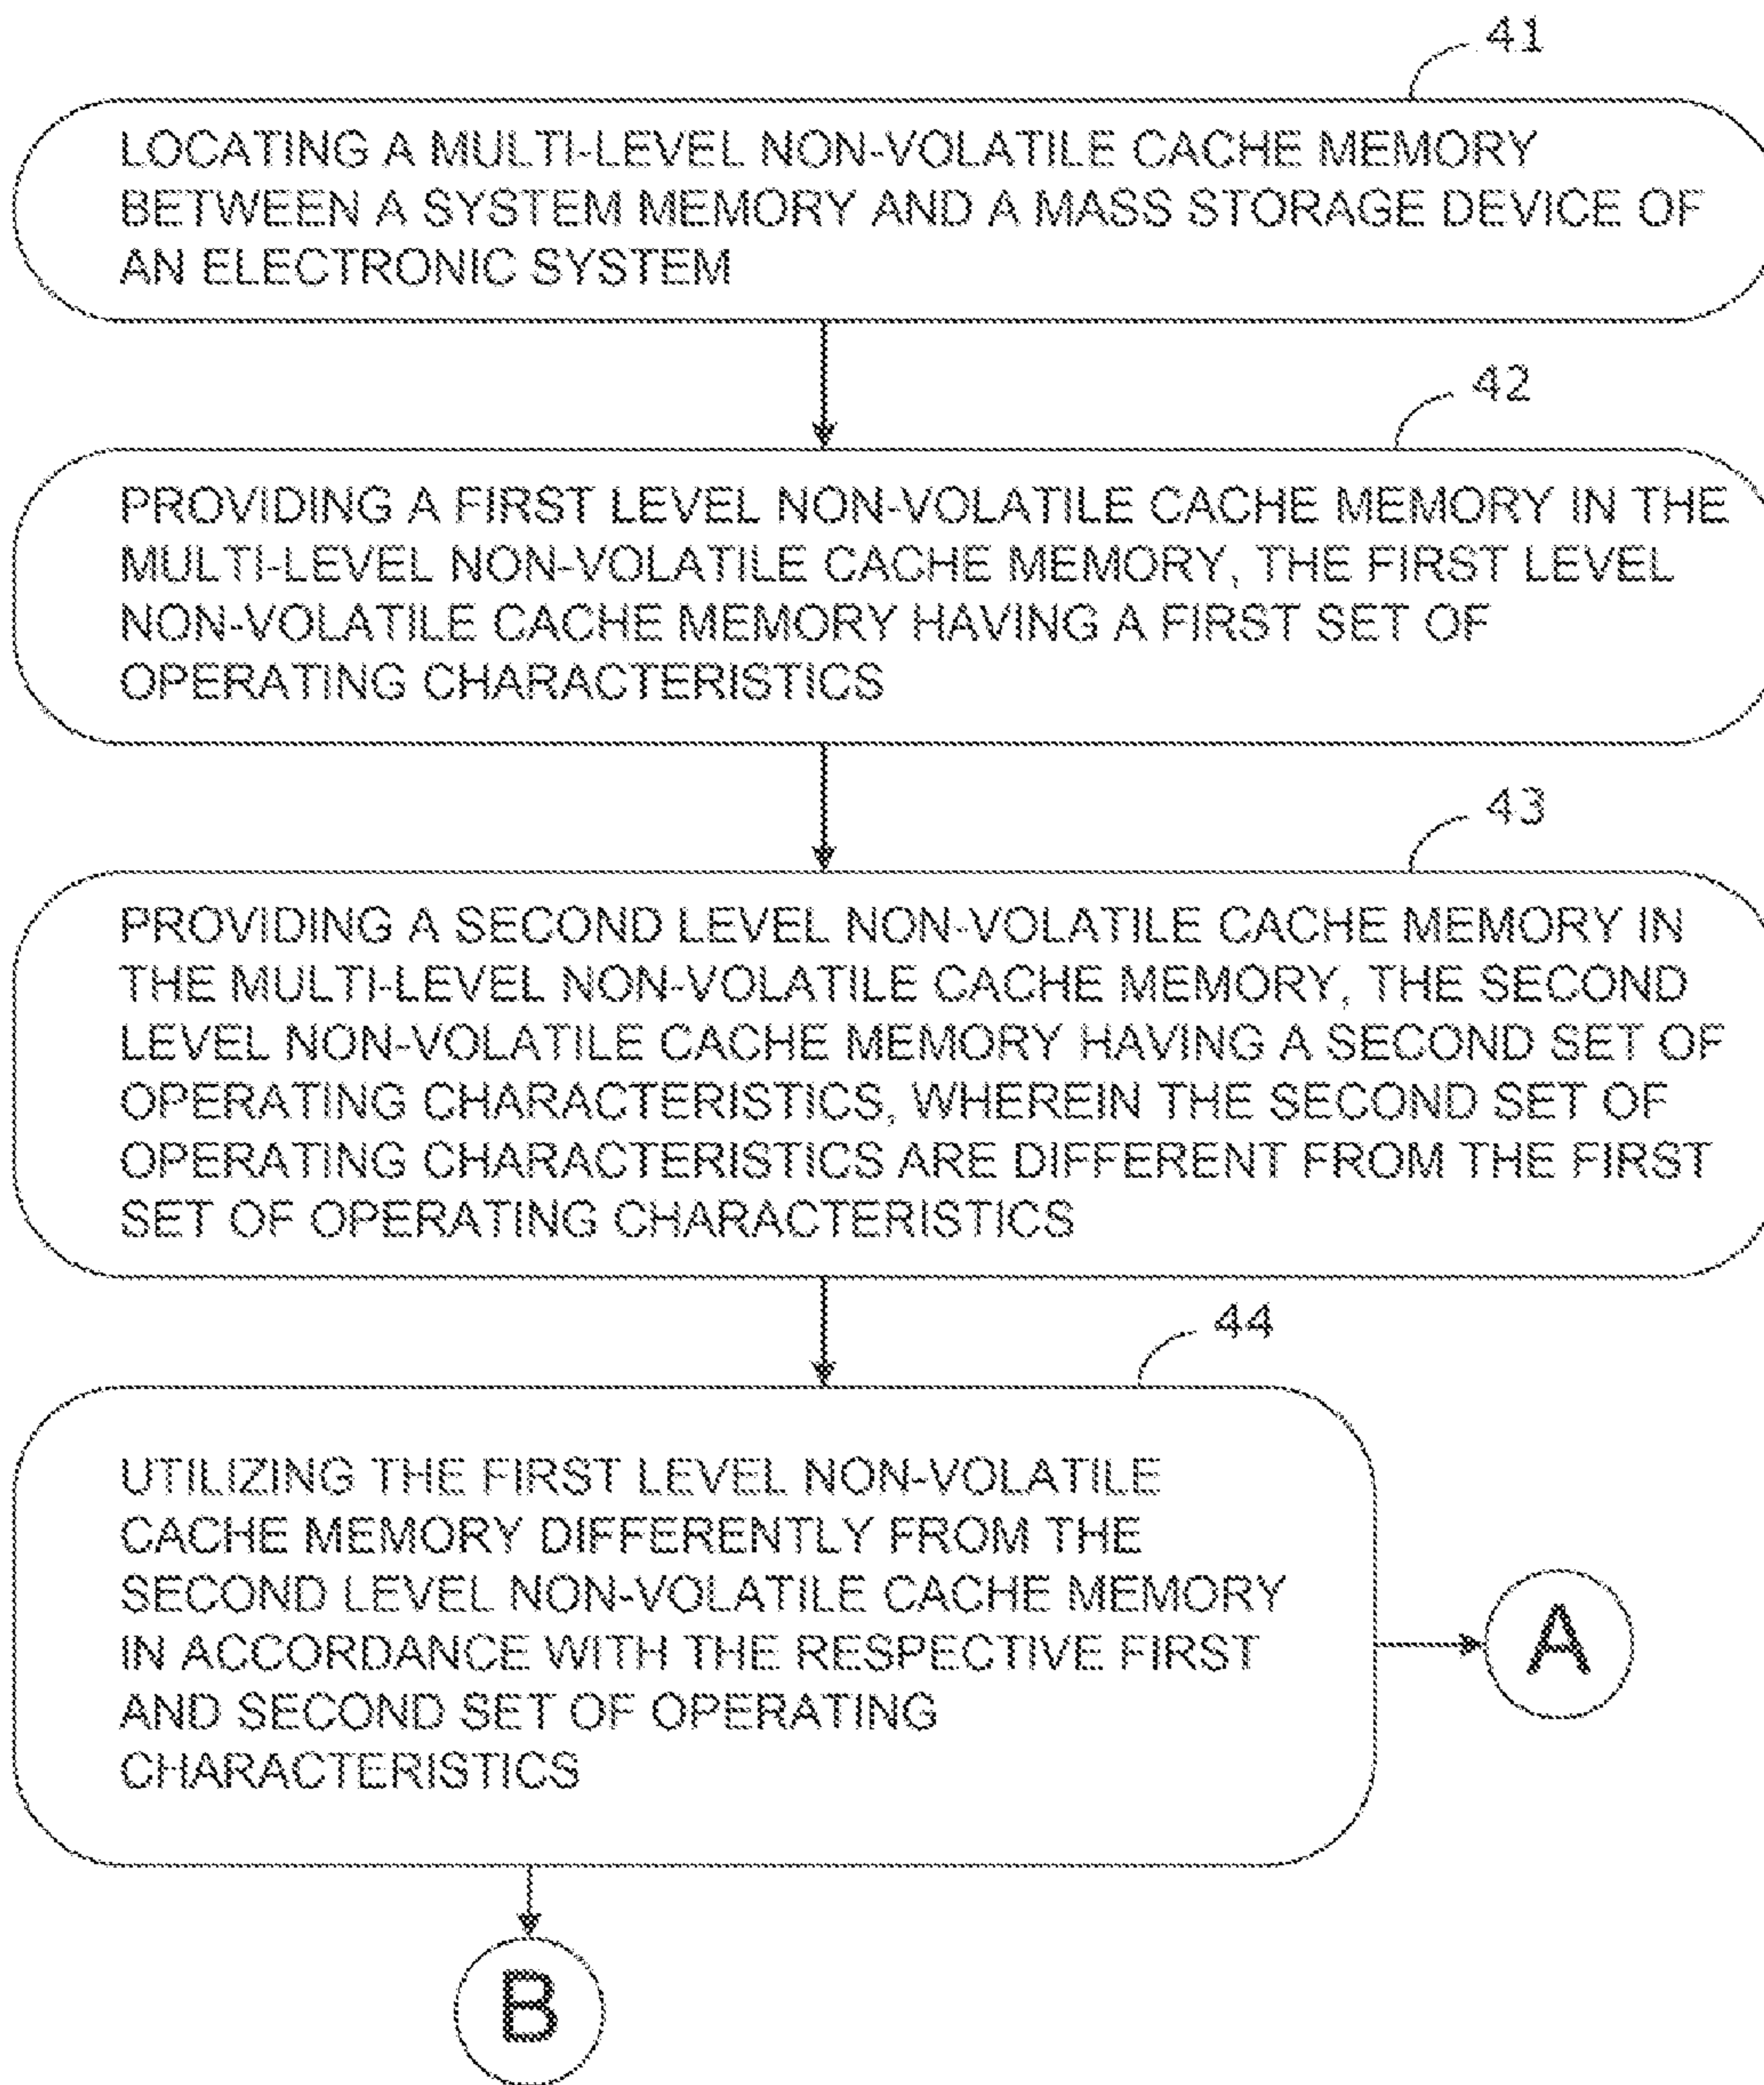 41
LOCATING A MULTI-LEVEL NON-VOLATILE CACHE MEMORY
BETWEEN A SYSTEM MEMORY AND A MASS STORAGE DEVICE OF
AN ELECTRONIC SYSTEM
42
PROVIDING A FIRST LEVEL NON-VOLATILE CACHE MEMORY IN THE
MULTI-LEVEL NON-VOLATILE CACHE MEMORY, THE FIRST LEVEL
NON-VOLATILE CACHE MEMORY HAVING A FIRST SET OF
OPERATING CHARACTERISTICS
43
PROVIDING A SECOND LEVEL NON-VOLATILE CACHE MEMORY IN
THE MULTI-LEVEL NON-VOLATILE CACHE MEMORY, THE SECOND
LEVEL NON-VOLATILE CACHE MEMORY HAVING A SECOND SET OF
OPERATING CHARACTERISTICS, WHEREIN THE SECOND SET OF
OPERATING CHARACTERISTICS ARE DIFFERENT FROM THE FIRST
SET OF OPERATING CHARACTERISTICS
44
UTILIZING THE FIRST LEVEL NON-VOLATILE
CACHE MEMORY DIFFERENTLY FROM THE
SECOND LEVEL NON-VOLATILE CACHE MEMORY
IN ACCORDANCE WITH THE RESPECTIVE FIRST
AND SECOND SET OF OPERATING
CHARACTERISTICS
A
B